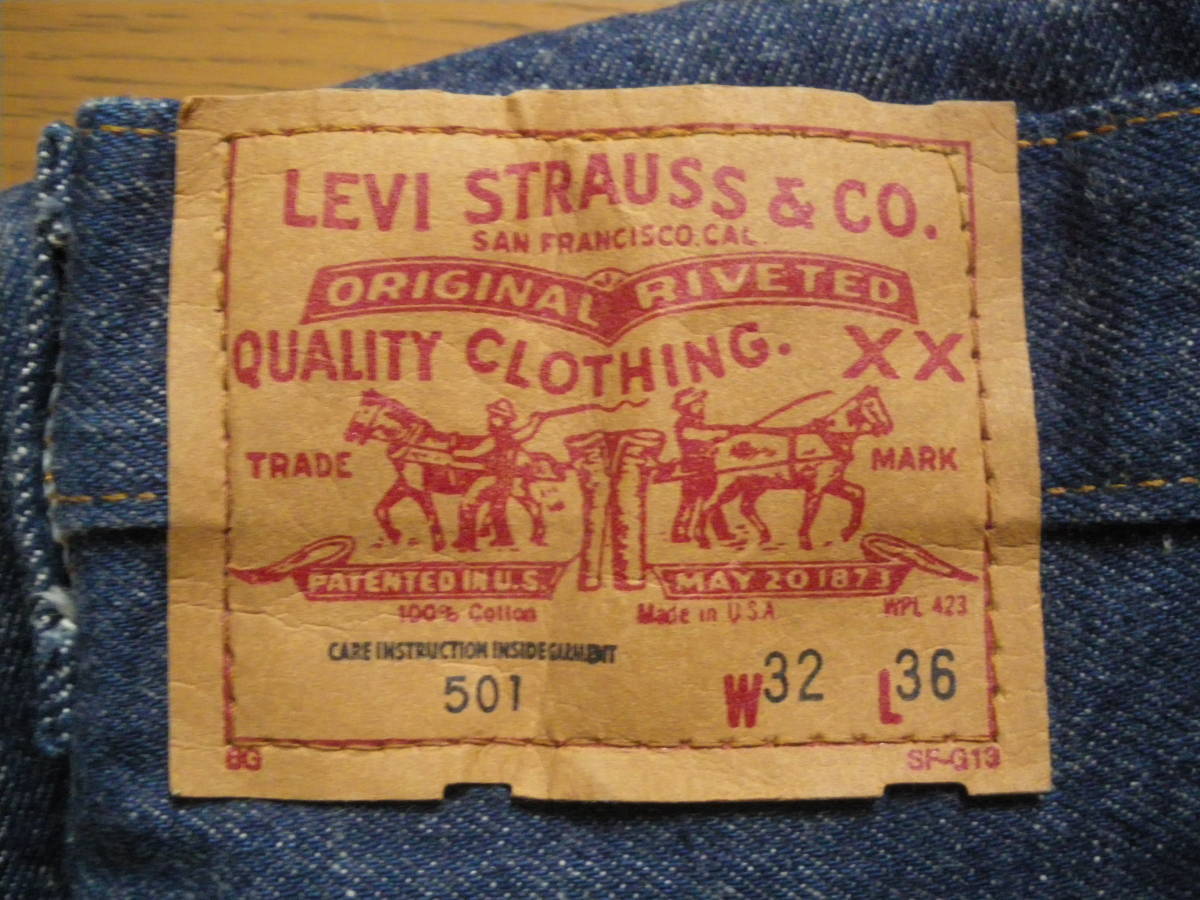 LEVI STRAUSS & CO.
SAN FRANCISCO, CAL.
ORIGINAL RIVETED
QUALITY CLOTHING. XX
TRADE MARK
PATENTED IN U.S. MAY 20 1873
100% Cotton Made in U.S.A WPL 423
CARE INSTRUCTION INSIDE GARMENT
501 W32 L36
8G SF-G13